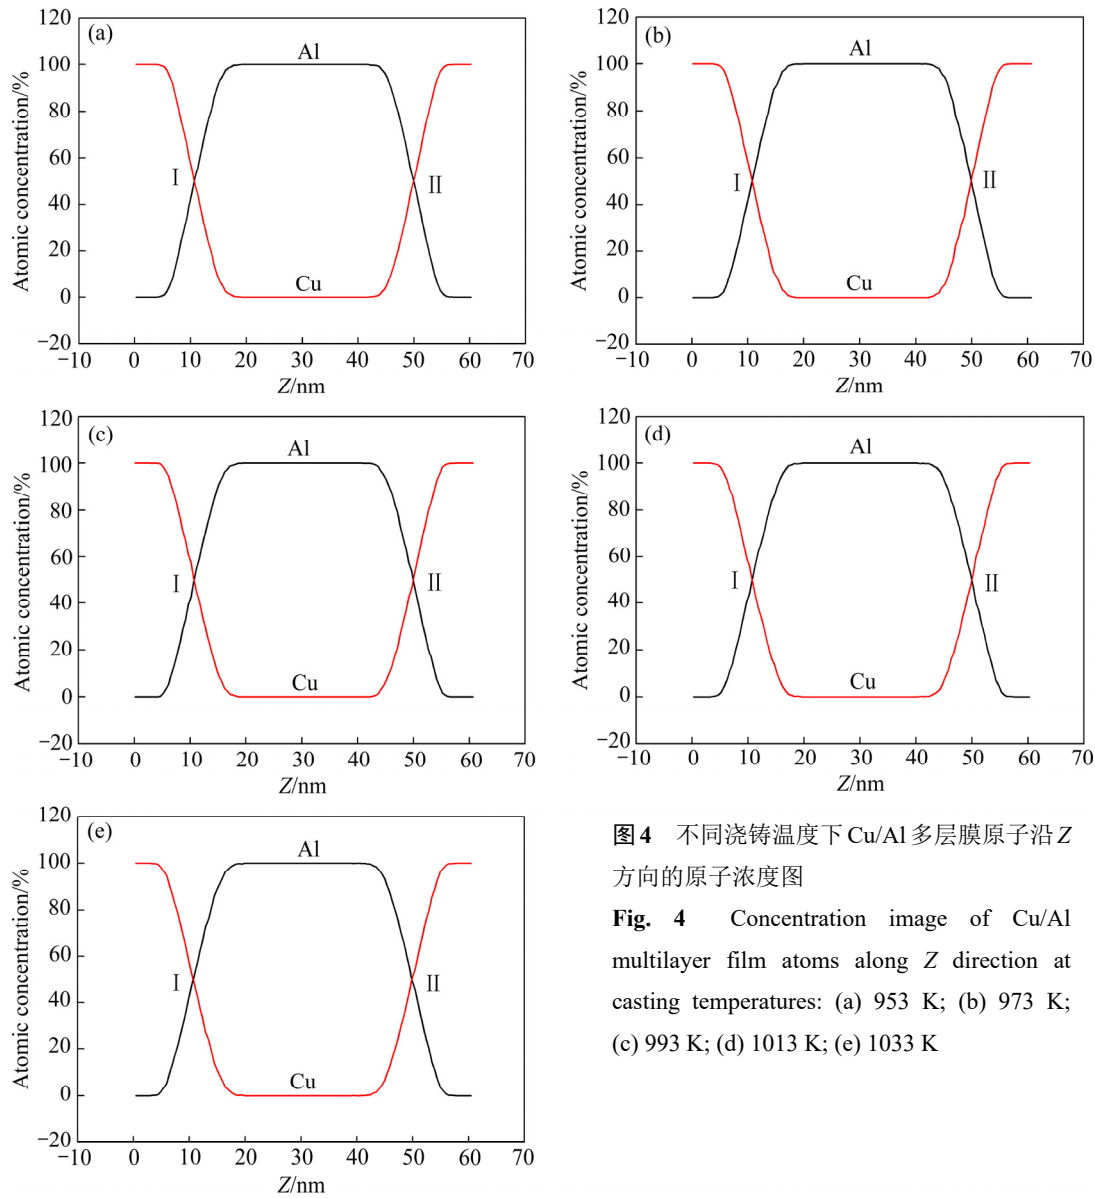 (a)
Al
Cu
Ⅰ
Ⅱ
120
100
80
60
40
20
0
−20
Atomic concentration/%
−10 0 10 20 30 40 50 60 70
Z/nm
(b)
Al
Cu
Ⅰ
Ⅱ
120
100
80
60
40
20
0
−20
Atomic concentration/%
−10 0 10 20 30 40 50 60 70
Z/nm
(c)
Al
Cu
Ⅰ
Ⅱ
120
100
80
60
40
20
0
−20
Atomic concentration/%
−10 0 10 20 30 40 50 60 70
Z/nm
(d)
Al
Cu
Ⅰ
Ⅱ
120
100
80
60
40
20
0
−20
Atomic concentration/%
−10 0 10 20 30 40 50 60 70
Z/nm
(e)
Al
Cu
Ⅰ
Ⅱ
120
100
80
60
40
20
0
−20
Atomic concentration/%
−10 0 10 20 30 40 50 60 70
Z/nm
图4 不同浇铸温度下Cu/Al多层膜原子沿Z
方向的原子浓度图
Fig. 4 Concentration image of Cu/Al
multilayer film atoms along Z direction at
casting temperatures: (a) 953 K; (b) 973 K;
(c) 993 K; (d) 1013 K; (e) 1033 K